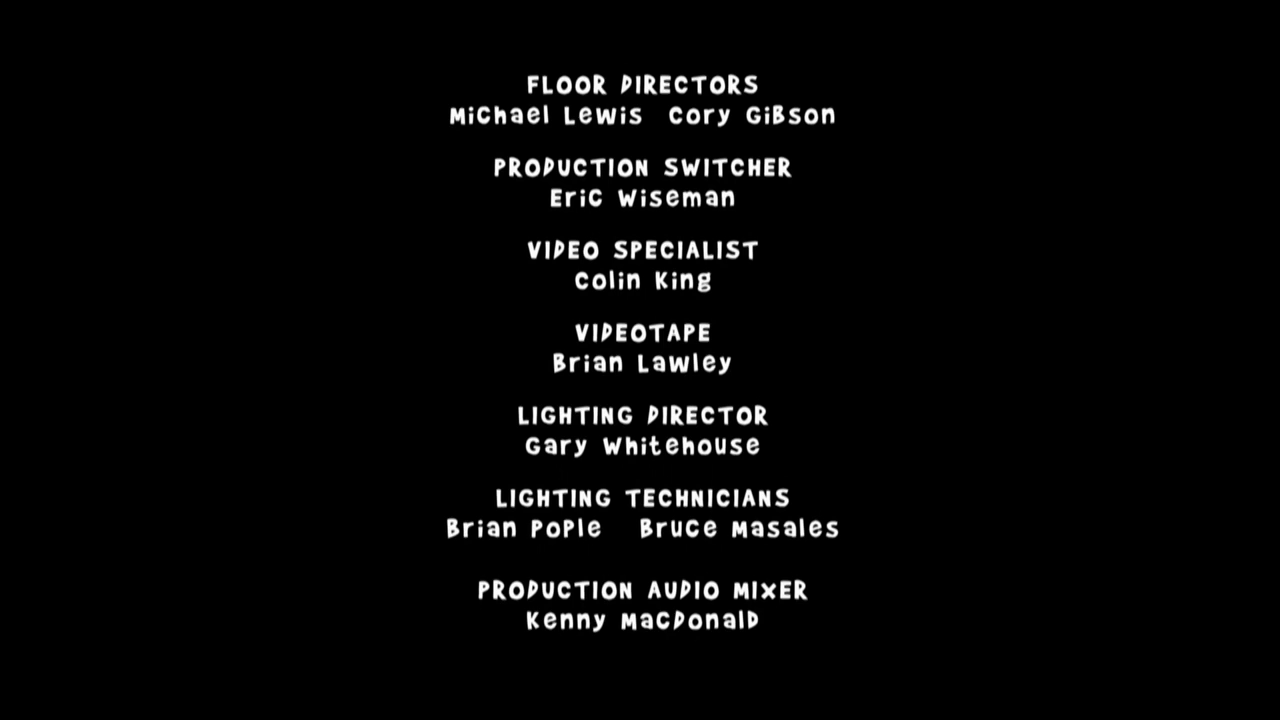 FLOOR DIRECTORS
Michael Lewis  Cory Gibson
PRODUCTION SWITCHER
Eric Wiseman
VIDEO SPECIALIST
Colin King
VIDEOTAPE
Brian Lawley
LIGHTING DIRECTOR
Gary Whitehouse
LIGHTING TECHNICIANS
Brian Pople  Bruce Masales
PRODUCTION AUDIO MIXER
Kenny MacDonald